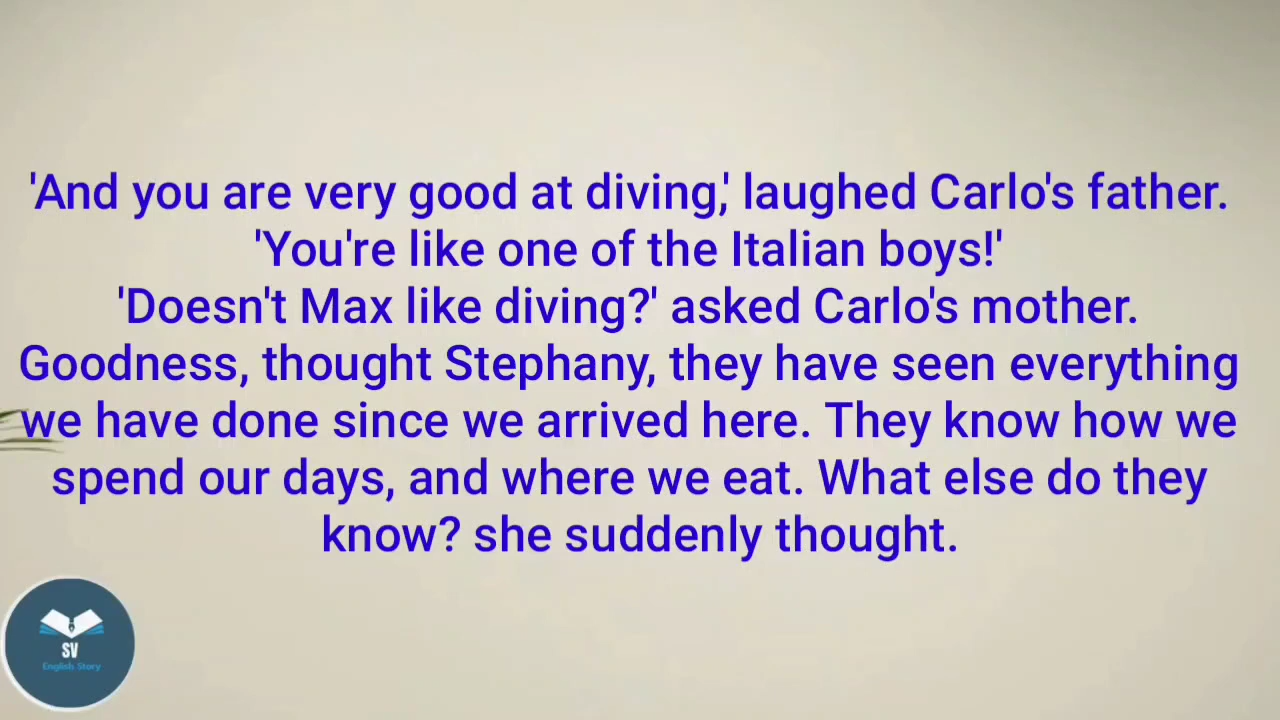 'And you are very good at diving,' laughed Carlo's father.
'You're like one of the Italian boys!'
'Doesn't Max like diving?' asked Carlo's mother.
Goodness, thought Stephany, they have seen everything
we have done since we arrived here. They know how we
spend our days, and where we eat. What else do they
know? she suddenly thought.
SV
English Story